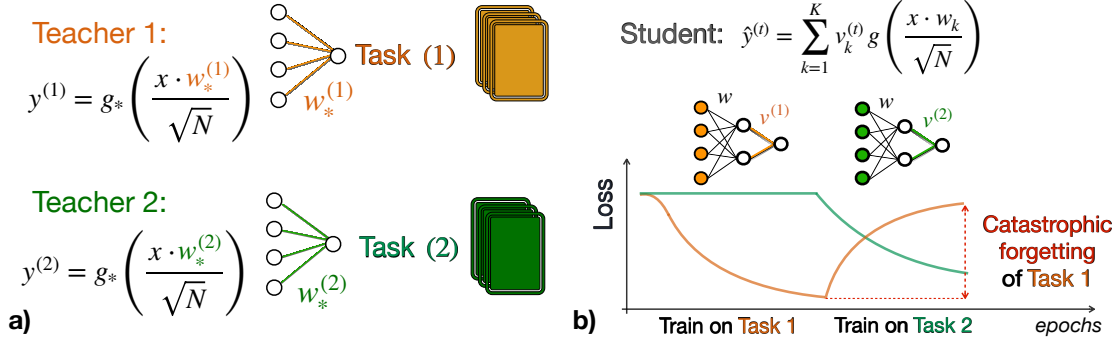 Teacher 1:
y^(1) = g_* ( x · w_*^(1) / √N )
w_*^(1)
Task (1)
Teacher 2:
y^(2) = g_* ( x · w_*^(2) / √N )
w_*^(2)
Task (2)
a)
Student: ŷ^(t) = ∑_{k=1}^{K} v_k^(t) g ( x · w_k / √N )
w v^(1)
w v^(2)
Loss
Catastrophic
forgetting
of Task 1
Train on Task 1
Train on Task 2
epochs
b)